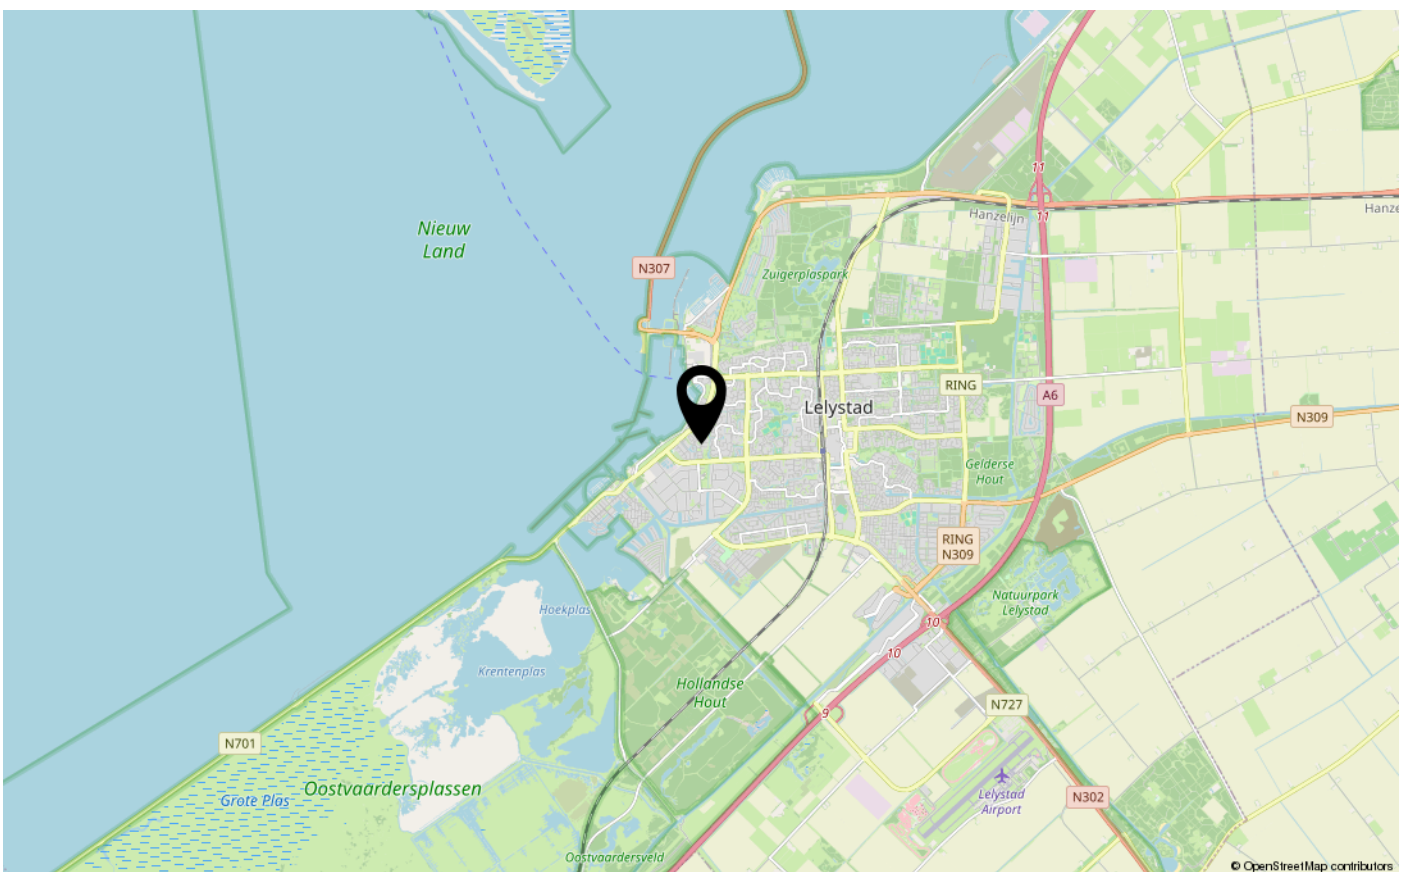 11
11
Hanzelijn
Hanze
Nieuw
Land
N307
Zuigerplaspark
RING
A6
Lelystad
N309
Gelderse
Hout
RING
N309
Natuurpark
Lelystad
Hoekplas
10
10
Krentenplas
Hollandse
Hout
N727
9
N701
Oostvaardersplassen
Grote Plas
Lelystad
Airport
N302
Oostvaardersveld
© OpenStreetMap contributors